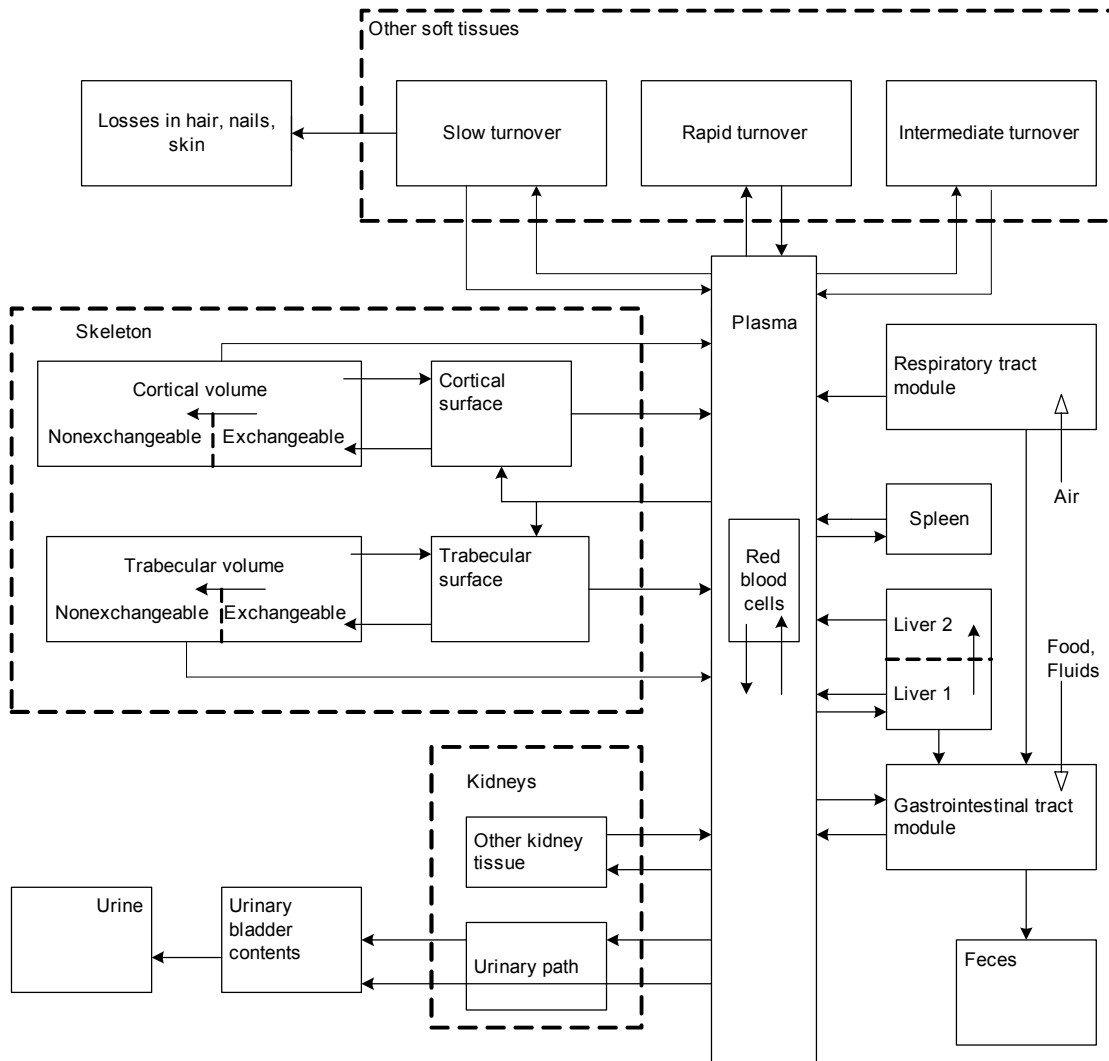 Other soft tissues
Losses in hair, nails,
skin
Slow turnover
Rapid turnover
Intermediate turnover
Skeleton
Cortical volume
Nonexchangeable
Exchangeable
Cortical
surface
Trabecular volume
Nonexchangeable
Exchangeable
Trabecular
surface
Plasma
Red
blood
cells
Respiratory tract
module
Air
Spleen
Liver 2
Liver 1
Food,
Fluids
Gastrointestinal tract
module
Feces
Kidneys
Other kidney
tissue
Urinary path
Urinary
bladder
contents
Urine